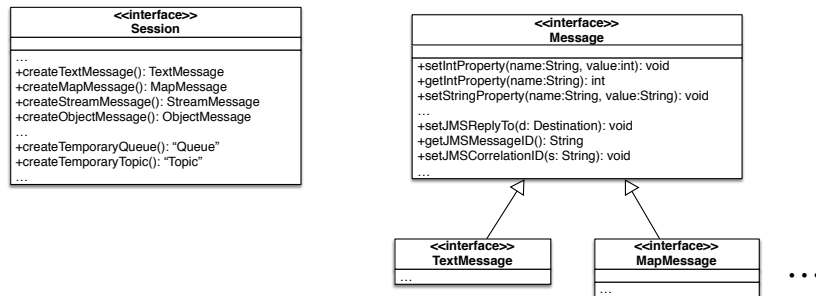 <<interface>>
Session
…
+createTextMessage(): TextMessage
+createMapMessage(): MapMessage
+createStreamMessage(): StreamMessage
+createObjectMessage(): ObjectMessage
…
+createTemporaryQueue(): “Queue”
+createTemporaryTopic(): “Topic”
…
<<interface>>
Message
+setIntProperty(name:String, value:int): void
+getIntProperty(name:String): int
+setStringProperty(name:String, value:String): void
…
+setJMSReplyTo(d: Destination): void
+getJMSMessageID(): String
+setJMSCorrelationID(s: String): void
…
<<interface>>
TextMessage
…
<<interface>>
MapMessage
…
…